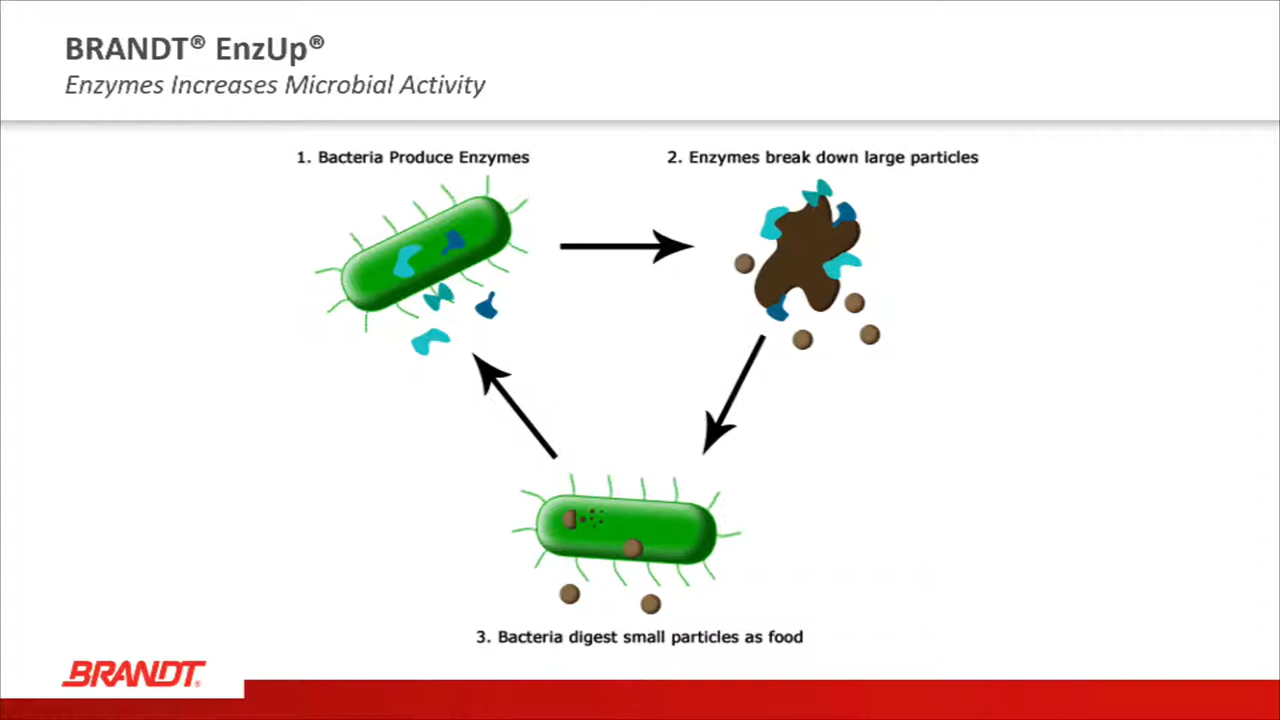 BRANDT® EnzUp®
Enzymes Increases Microbial Activity
1. Bacteria Produce Enzymes
2. Enzymes break down large particles
3. Bacteria digest small particles as food
BRANDT®